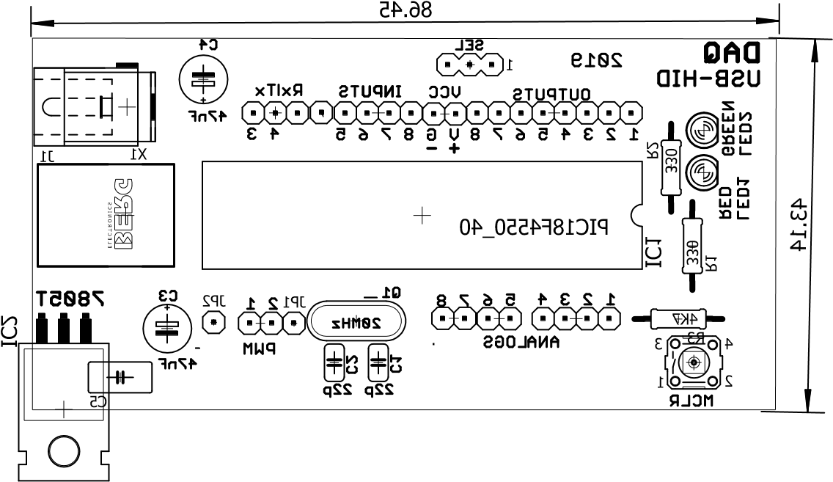 86.45
C4
SEL
1
2019
DAQ
USB-HID
47nF
RxITx
INPUTS
VCC
OUTPUTS
3 4 5 6 7 8 G V 8 7 6 5 4 3 2 1
- +
GREEN
LED2
R2
330
J1
X1
BERG
ELECTRONICS
RED
LED1
43.14
PIC18F4550_40
IC1
330
R1
7805T
IC2
C3
47nF
JP2
2 1
JP1
PWM
Q1
20MHz
C2
C1
22p
22p
8 7 6 5 4 3 2 1
ANALOGS
4K7
R3
3
4
1
2
MCLR
C5